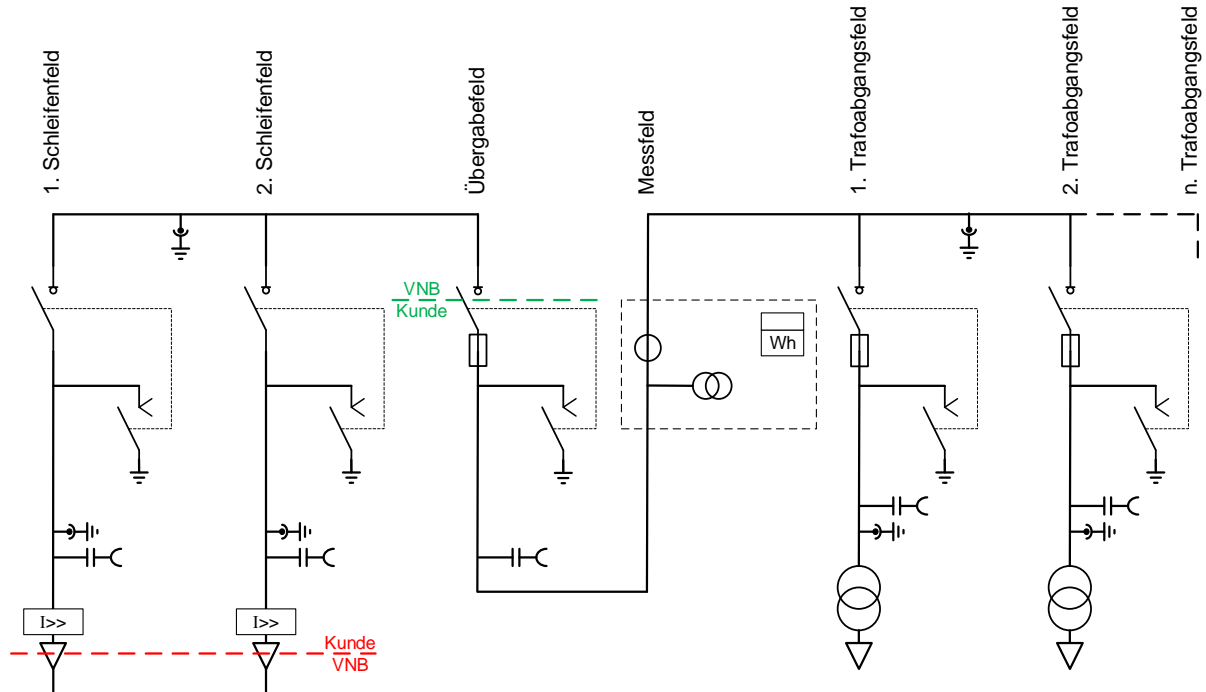 1. Schleifenfeld
2. Schleifenfeld
Übergabefeld
Messfeld
1. Trafoabgangsfeld
2. Trafoabgangsfeld
n. Trafoabgangsfeld
VNB
Kunde
Wh
I>>
I>>
Kunde
VNB